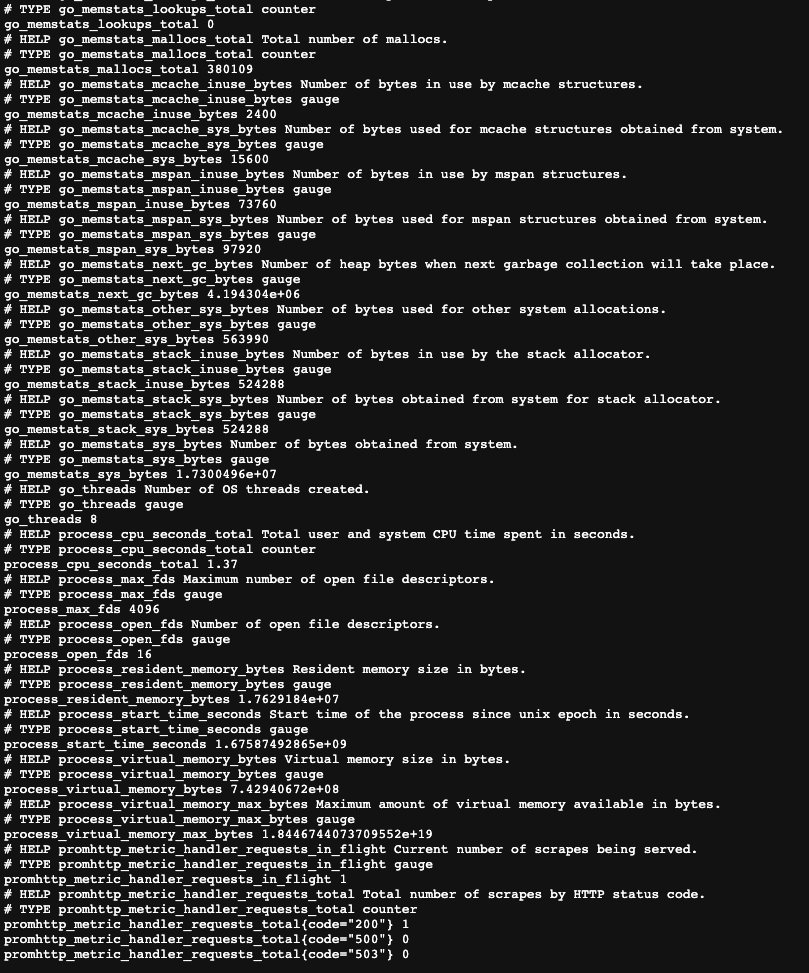 # TYPE go_memstats_lookups_total counter
go_memstats_lookups_total 0
# HELP go_memstats_mallocs_total Total number of mallocs.
# TYPE go_memstats_mallocs_total counter
go_memstats_mallocs_total 380109
# HELP go_memstats_mcache_inuse_bytes Number of bytes in use by mcache structures.
# TYPE go_memstats_mcache_inuse_bytes gauge
go_memstats_mcache_inuse_bytes 2400
# HELP go_memstats_mcache_sys_bytes Number of bytes used for mcache structures obtained from system.
# TYPE go_memstats_mcache_sys_bytes gauge
go_memstats_mcache_sys_bytes 15600
# HELP go_memstats_mspan_inuse_bytes Number of bytes in use by mspan structures.
# TYPE go_memstats_mspan_inuse_bytes gauge
go_memstats_mspan_inuse_bytes 73760
# HELP go_memstats_mspan_sys_bytes Number of bytes used for mspan structures obtained from system.
# TYPE go_memstats_mspan_sys_bytes gauge
go_memstats_mspan_sys_bytes 97920
# HELP go_memstats_next_gc_bytes Number of heap bytes when next garbage collection will take place.
# TYPE go_memstats_next_gc_bytes gauge
go_memstats_next_gc_bytes 4.194304e+06
# HELP go_memstats_other_sys_bytes Number of bytes used for other system allocations.
# TYPE go_memstats_other_sys_bytes gauge
go_memstats_other_sys_bytes 563990
# HELP go_memstats_stack_inuse_bytes Number of bytes in use by the stack allocator.
# TYPE go_memstats_stack_inuse_bytes gauge
go_memstats_stack_inuse_bytes 524288
# HELP go_memstats_stack_sys_bytes Number of bytes obtained from system for stack allocator.
# TYPE go_memstats_stack_sys_bytes gauge
go_memstats_stack_sys_bytes 524288
# HELP go_memstats_sys_bytes Number of bytes obtained from system.
# TYPE go_memstats_sys_bytes gauge
go_memstats_sys_bytes 1.7300496e+07
# HELP go_threads Number of OS threads created.
# TYPE go_threads gauge
go_threads 8
# HELP process_cpu_seconds_total Total user and system CPU time spent in seconds.
# TYPE process_cpu_seconds_total counter
process_cpu_seconds_total 1.37
# HELP process_max_fds Maximum number of open file descriptors.
# TYPE process_max_fds gauge
process_max_fds 4096
# HELP process_open_fds Number of open file descriptors.
# TYPE process_open_fds gauge
process_open_fds 16
# HELP process_resident_memory_bytes Resident memory size in bytes.
# TYPE process_resident_memory_bytes gauge
process_resident_memory_bytes 1.7629184e+07
# HELP process_start_time_seconds Start time of the process since unix epoch in seconds.
# TYPE process_start_time_seconds gauge
process_start_time_seconds 1.67587492865e+09
# HELP process_virtual_memory_bytes Virtual memory size in bytes.
# TYPE process_virtual_memory_bytes gauge
process_virtual_memory_bytes 7.42940672e+08
# HELP process_virtual_memory_max_bytes Maximum amount of virtual memory available in bytes.
# TYPE process_virtual_memory_max_bytes gauge
process_virtual_memory_max_bytes 1.8446744073709552e+19
# HELP promhttp_metric_handler_requests_in_flight Current number of scrapes being served.
# TYPE promhttp_metric_handler_requests_in_flight gauge
promhttp_metric_handler_requests_in_flight 1
# HELP promhttp_metric_handler_requests_total Total number of scrapes by HTTP status code.
# TYPE promhttp_metric_handler_requests_total counter
promhttp_metric_handler_requests_total{code="200"} 1
promhttp_metric_handler_requests_total{code="500"} 0
promhttp_metric_handler_requests_total{code="503"} 0